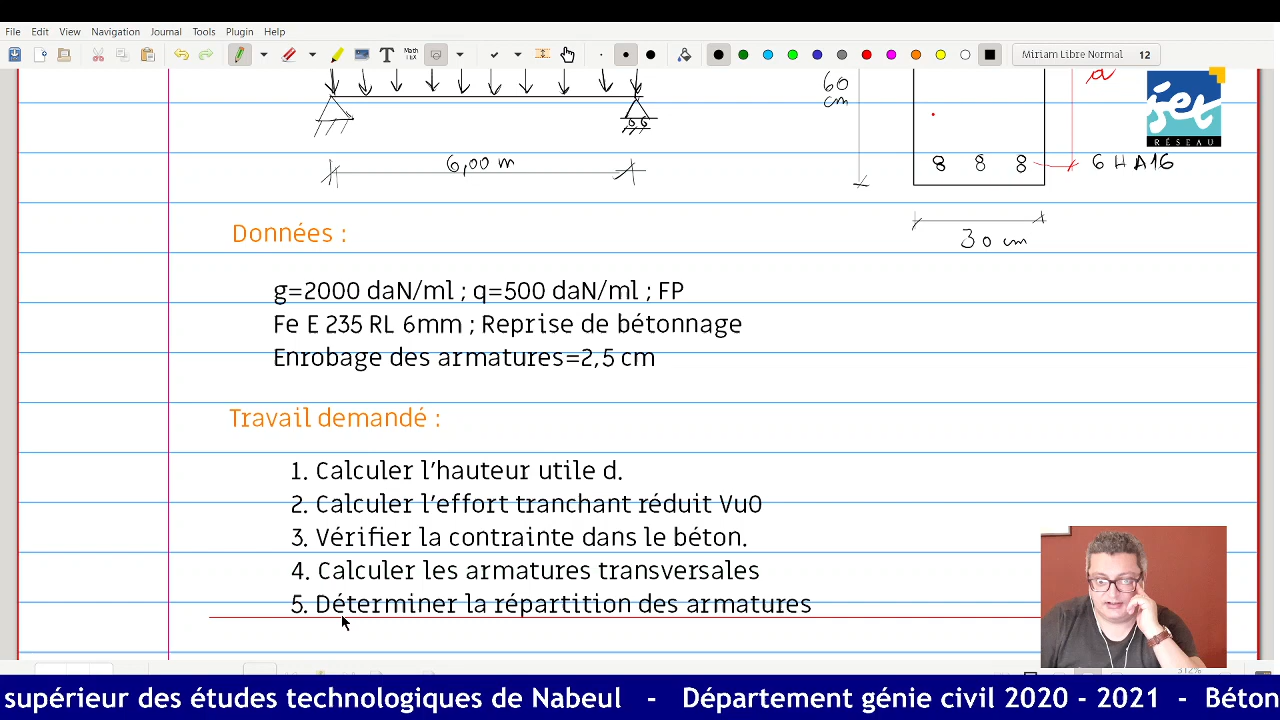 File Edit View Navigation Journal Tools Plugin Help
Math
LaX
Miriam Libre Normal 12
60
cm
d
iset
RÉSEAU
6,00 m
6 HA16
30 cm
Données :
g=2000 daN/ml ; q=500 daN/ml ; FP
Fe E 235 RL 6mm ; Reprise de bétonnage
Enrobage des armatures=2,5 cm
Travail demandé :
1. Calculer l'hauteur utile d.
2. Calculer l'effort tranchant réduit Vu0
3. Vérifier la contrainte dans le béton.
4. Calculer les armatures transversales
5. Déterminer la répartition des armatures
312%
supérieur des études technologiques de Nabeul - Département génie civil 2020 - 2021 - Béton